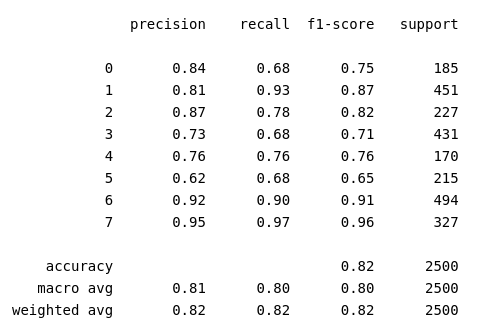 precision recall f1-score support
0 0.84 0.68 0.75 185
1 0.81 0.93 0.87 451
2 0.87 0.78 0.82 227
3 0.73 0.68 0.71 431
4 0.76 0.76 0.76 170
5 0.62 0.68 0.65 215
6 0.92 0.90 0.91 494
7 0.95 0.97 0.96 327
accuracy 0.82 2500
macro avg 0.81 0.80 0.80 2500
weighted avg 0.82 0.82 0.82 2500